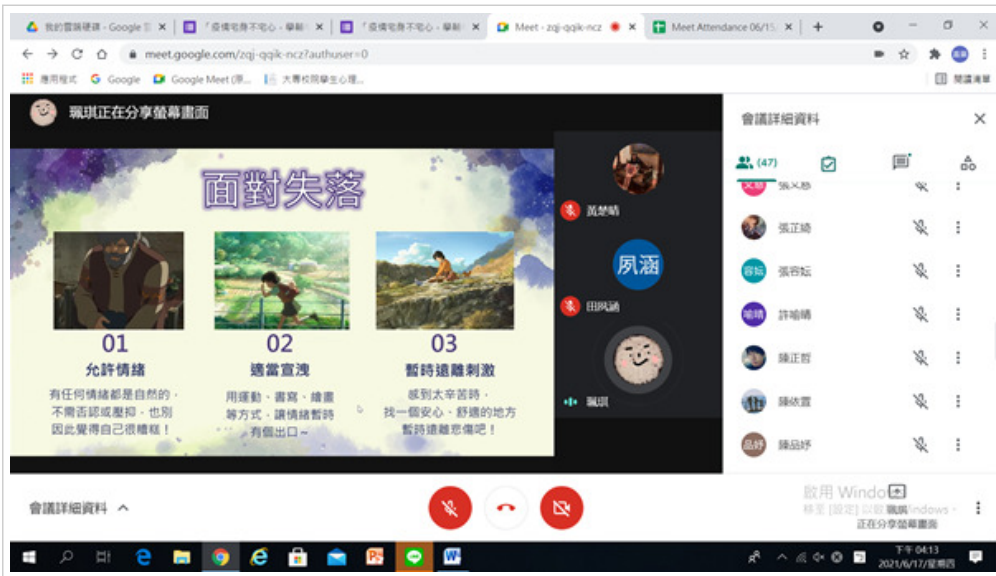 我的雲端硬碟 - Google
「疫情宅身不宅心 - 
「疫情宅身不宅心 - 
Meet - zqj-qqik-ncz
Meet Attendance 06/15
meet.google.com/zqj-qqik-ncz?authuser=0
應用程式
Google
Google Meet (原...
大專校院學生心理...
閱讀清單
珮琪正在分享螢幕畫面
面對失落
01
允許情緒
有任何情緒都是自然的，
不需否認或壓抑，也別
因此覺得自己很糟糕！
02
適當宣洩
用運動、書寫、繪畫
等方式，讓情緒暫時
有個出口~
03
暫時遠離刺激
感到太辛苦時，
找一個安心、舒適的地方
暫時遠離悲傷吧！
黃楚晴
夙涵
田夙涵
珮琪
會議詳細資料
(47)
張正綺
容妘
張容妘
喻晴
許喻晴
陳正哲
陳依萱
品妤
陳品妤
會議詳細資料
啟用 Windows
移至 [設定] 以
正在分享螢幕畫面
下午 04:13
2021/6/17/星期四